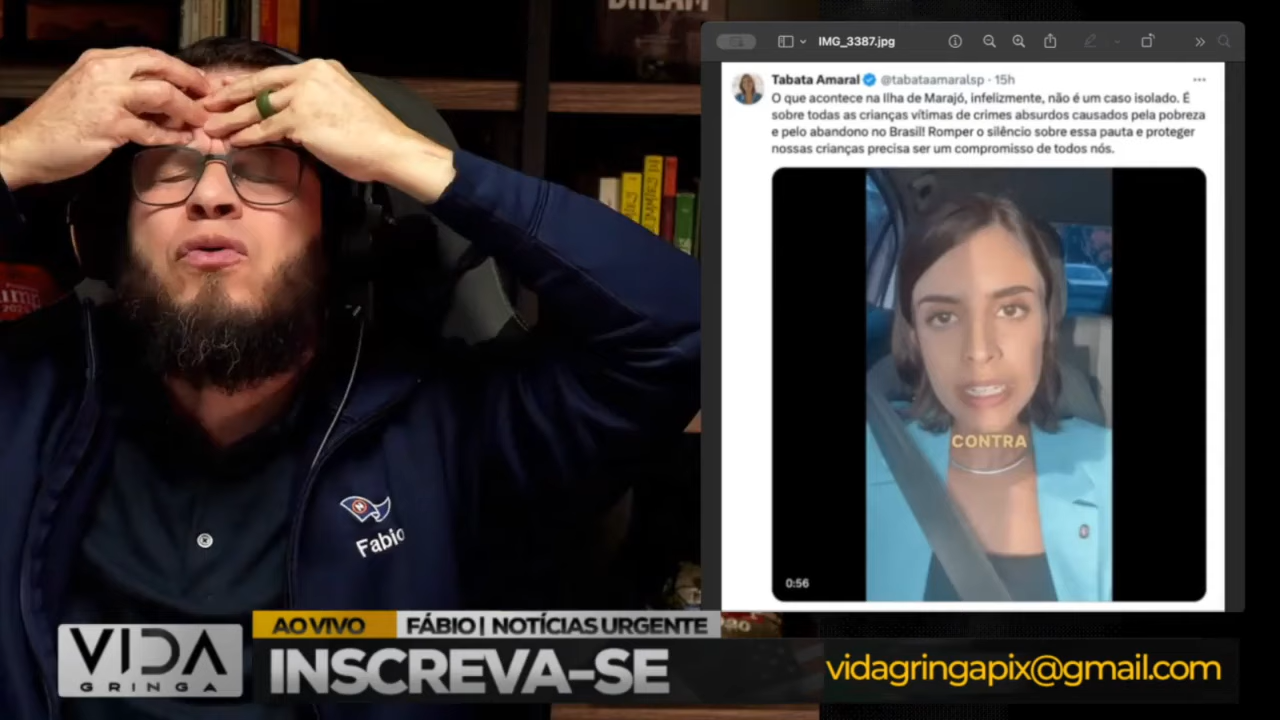 DREAM
IMG_3387.jpg
Tabata Amaral @tabataamaralsp · 15h
O que acontece na Ilha de Marajó, infelizmente, não é um caso isolado. É
sobre todas as crianças vítimas de crimes absurdos causados pela pobreza
e pelo abandono no Brasil! Romper o silêncio sobre essa pauta e proteger
nossas crianças precisa ser um compromisso de todos nós.
CONTRA
0:56
Fabio
AO VIVO
FÁBIO | NOTÍCIAS URGENTE
VIDA
GRINGA
INSCREVA-SE
vidagringapix@gmail.com